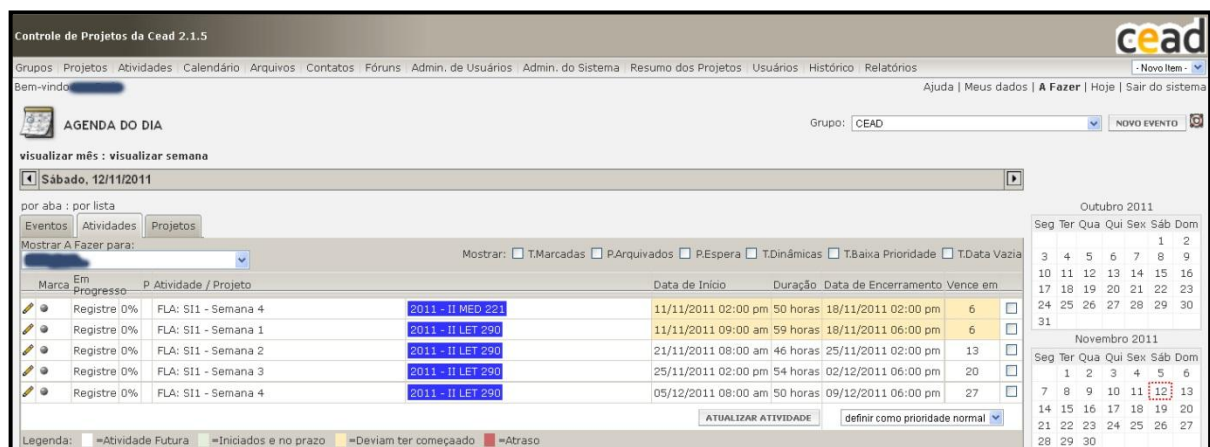 Controle de Projetos da Cead 2.1.5
cead
Grupos Projetos Atividades Calendário Arquivos Contatos Fóruns Admin. de Usuários Admin. do Sistema Resumo dos Projetos Usuários Histórico Relatórios - Novo Item -
Bem-vindo Ajuda | Meus dados | A Fazer | Hoje | Sair do sistema
AGENDA DO DIA Grupo: CEAD NOVO EVENTO
visualizar mês : visualizar semana
Sábado, 12/11/2011
por aba : por lista
Eventos Atividades Projetos
Mostrar A Fazer para:
Mostrar: T.Marcadas P.Arquivados P.Espera T.Dinâmicas T.Baixa Prioridade T.Data Vazia
Marca Em Progresso P Atividade / Projeto Data de Início Duração Data de Encerramento Vence em
Registre 0% FLA: SI1 - Semana 4 2011 - II MED 221 11/11/2011 02:00 pm 50 horas 18/11/2011 02:00 pm 6
Registre 0% FLA: SI1 - Semana 1 2011 - II LET 290 11/11/2011 09:00 am 59 horas 18/11/2011 06:00 pm 6
Registre 0% FLA: SI1 - Semana 2 2011 - II LET 290 21/11/2011 08:00 am 46 horas 25/11/2011 02:00 pm 13
Registre 0% FLA: SI1 - Semana 3 2011 - II LET 290 25/11/2011 02:00 pm 54 horas 02/12/2011 06:00 pm 20
Registre 0% FLA: SI1 - Semana 4 2011 - II LET 290 05/12/2011 08:00 am 50 horas 09/12/2011 06:00 pm 27
ATUALIZAR ATIVIDADE definir como prioridade normal
Legenda: =Atividade Futura =Iniciados e no prazo =Deviam ter começaado =Atraso
Outubro 2011
Seg Ter Qua Qui Sex Sáb Dom
1 2
3 4 5 6 7 8 9
10 11 12 13 14 15 16
17 18 19 20 21 22 23
24 25 26 27 28 29 30
31
Novembro 2011
Seg Ter Qua Qui Sex Sáb Dom
1 2 3 4 5 6
7 8 9 10 11 12 13
14 15 16 17 18 19 20
21 22 23 24 25 26 27
28 29 30